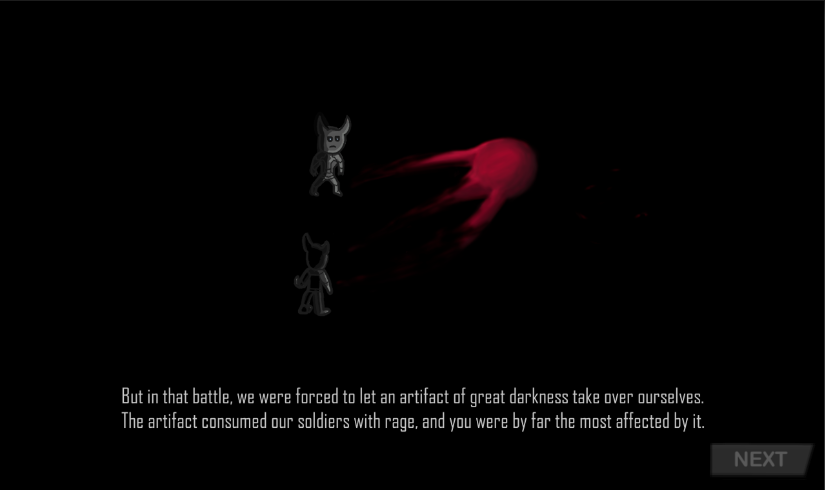 But in that battle, we were forced to let an artifact of great darkness take over ourselves.
The artifact consumed our soldiers with rage, and you were by far the most affected by it.
NEXT